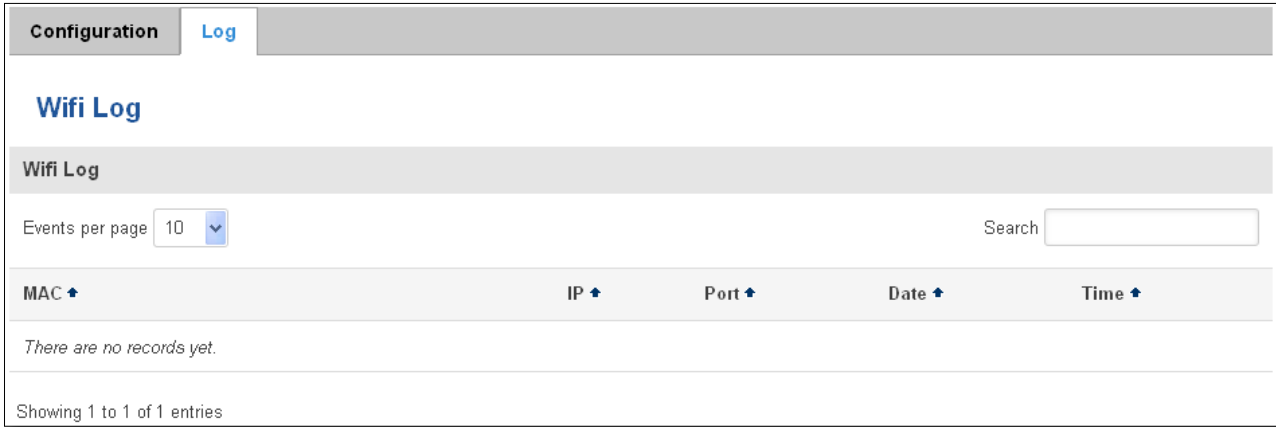 Configuration Log
Wifi Log
Wifi Log
Events per page 10 Search
MAC IP Port Date Time
There are no records yet.
Showing 1 to 1 of 1 entries